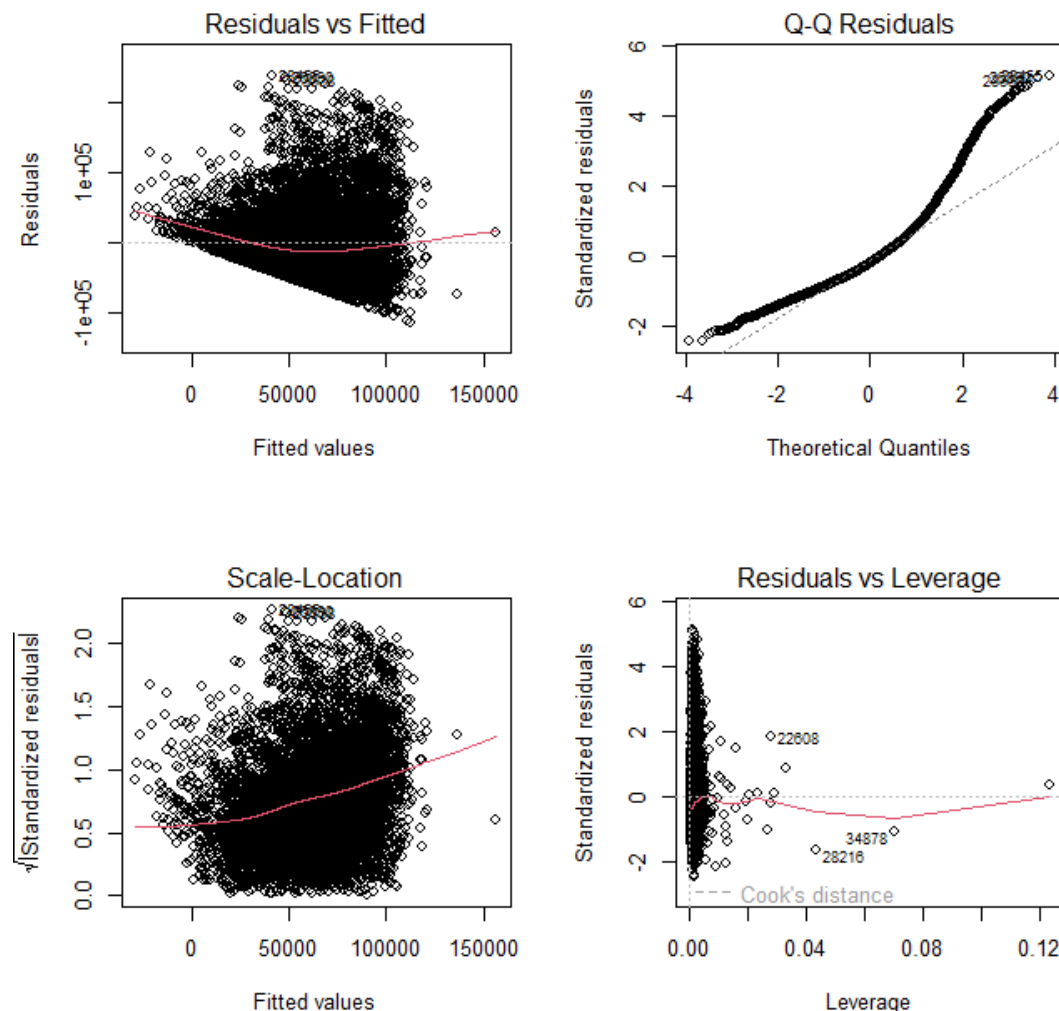 Residuals vs Fitted
Residuals
1e+05
-1e+05
0 50000 100000 150000
Fitted values
Q-Q Residuals
Standardized residuals
6
4
2
0
-2
-4 -2 0 2 4
Theoretical Quantiles
Scale-Location
√|Standardized residuals|
2.0
1.5
1.0
0.5
0.0
0 50000 100000 150000
Fitted values
Residuals vs Leverage
Standardized residuals
6
4
2
0
-2
22608
34878
28216
Cook's distance
0.00 0.04 0.08 0.12
Leverage